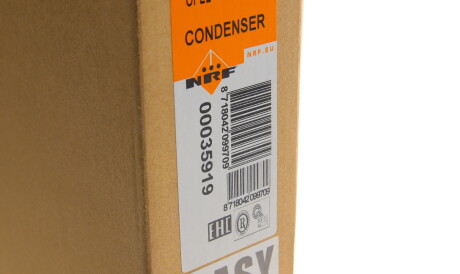 CONDENSER
NRF.EU
NRF
8718042099709
00035919
8718042099709
EAC
R
EASY